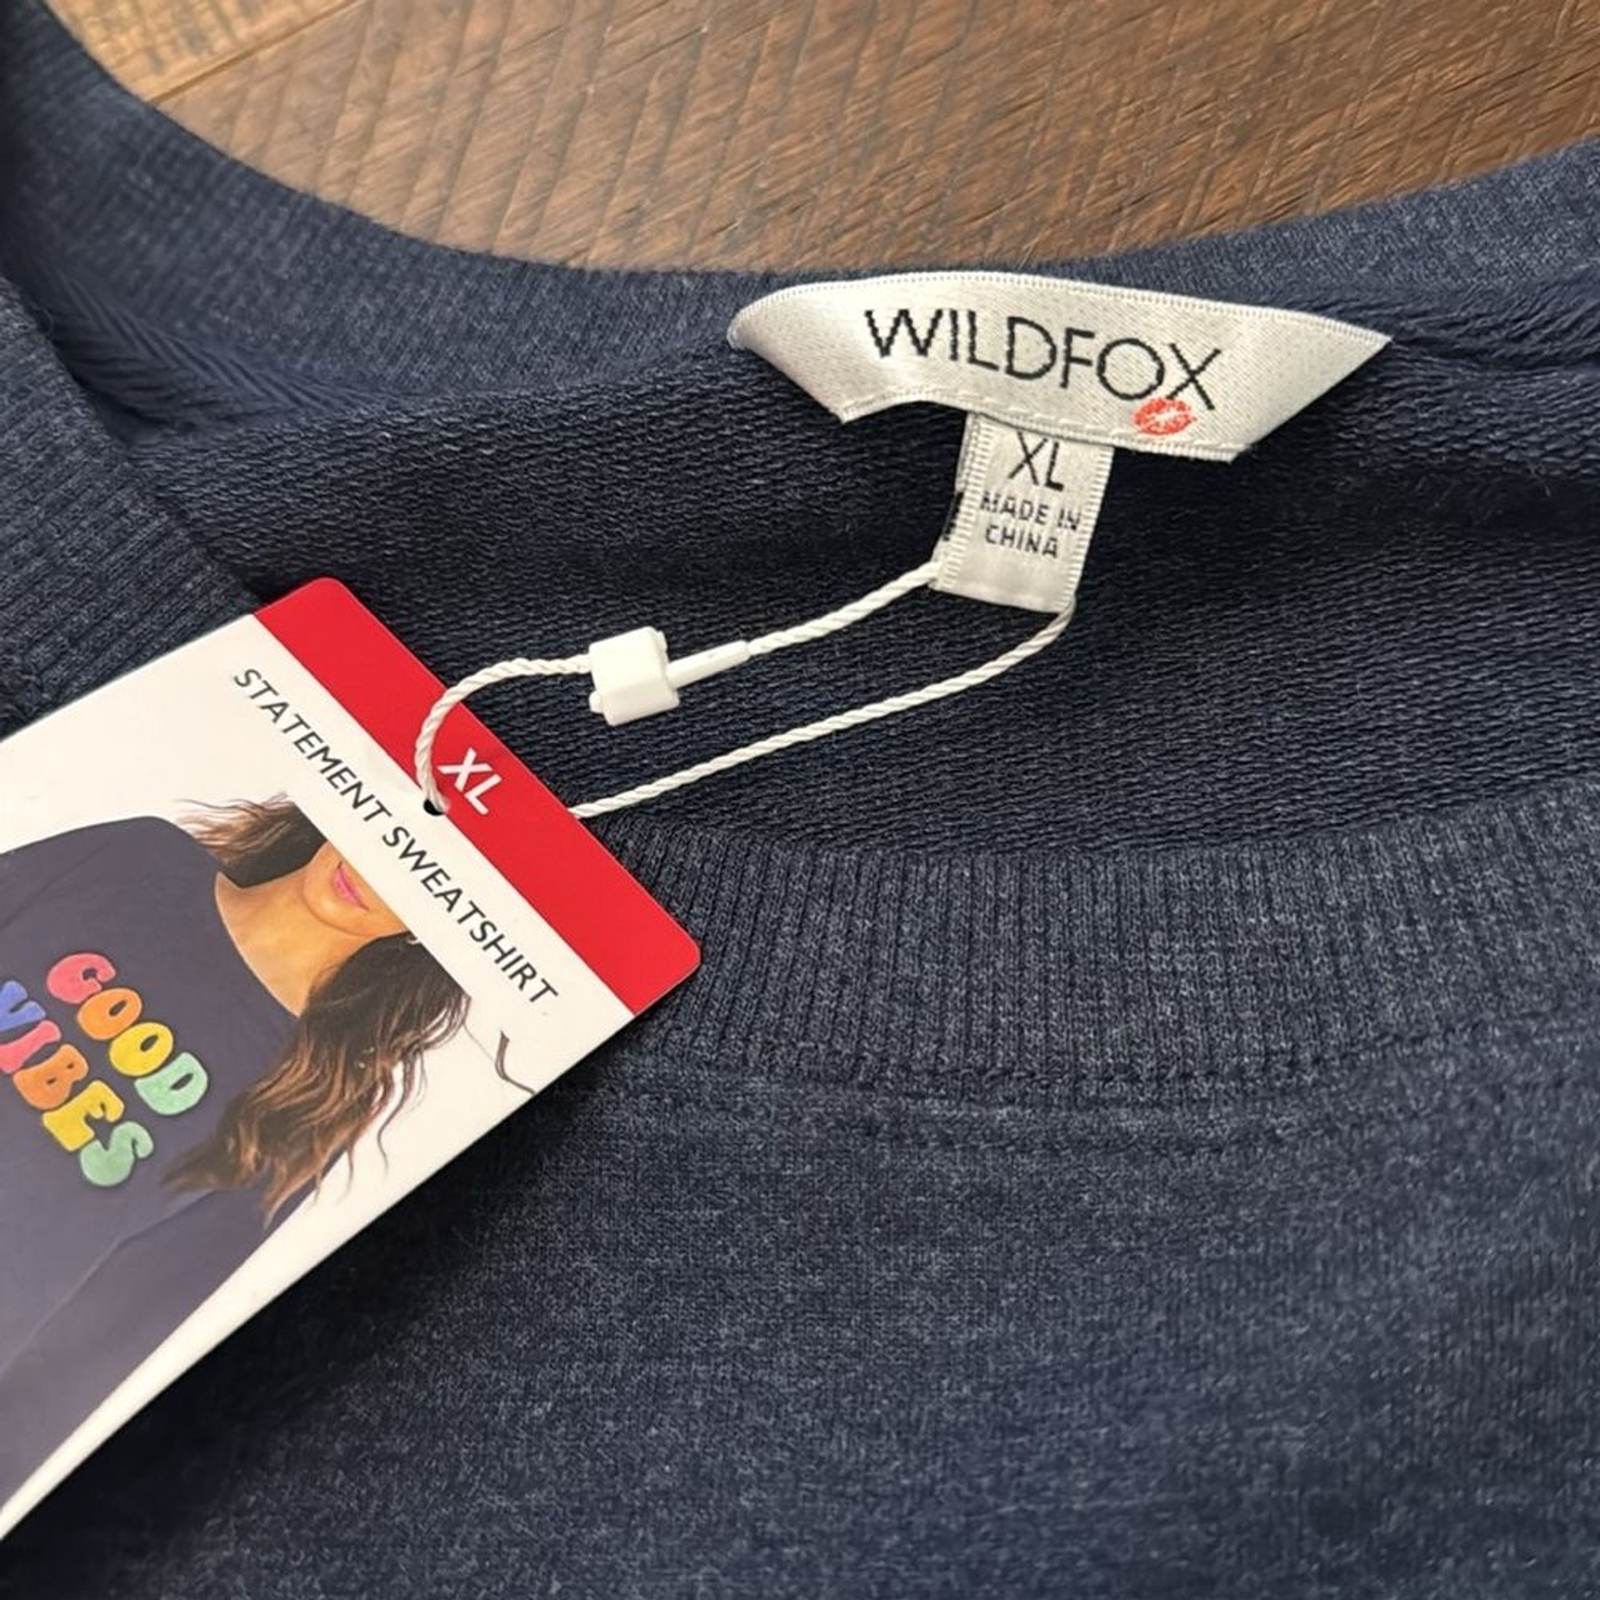 WILDFOX
XL
MADE IN
CHINA
XL
STATEMENT SWEATSHIRT
GOOD
VIBES